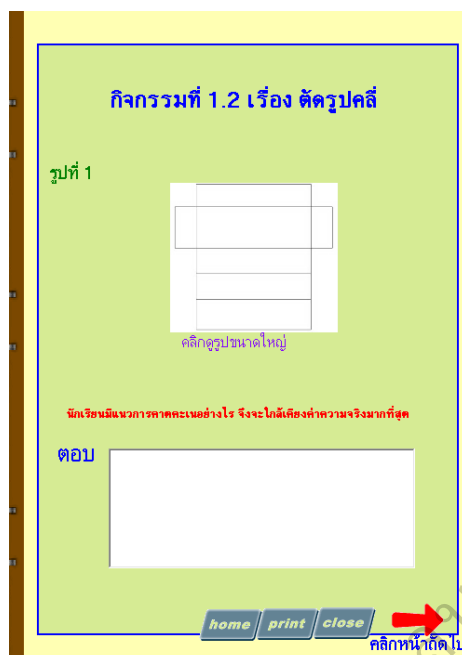 กิจกรรมที่ 1.2 เรื่อง ตัดรูปคลี่
รูปที่ 1
คลิกดูรูปขนาดใหญ่
นักเรียนมีแนวการคาดคะเนอย่างไร จึงจะใกล้เคียงค่าความจริงมากที่สุด
ตอบ
home print close
คลิกหน้าถัดไป